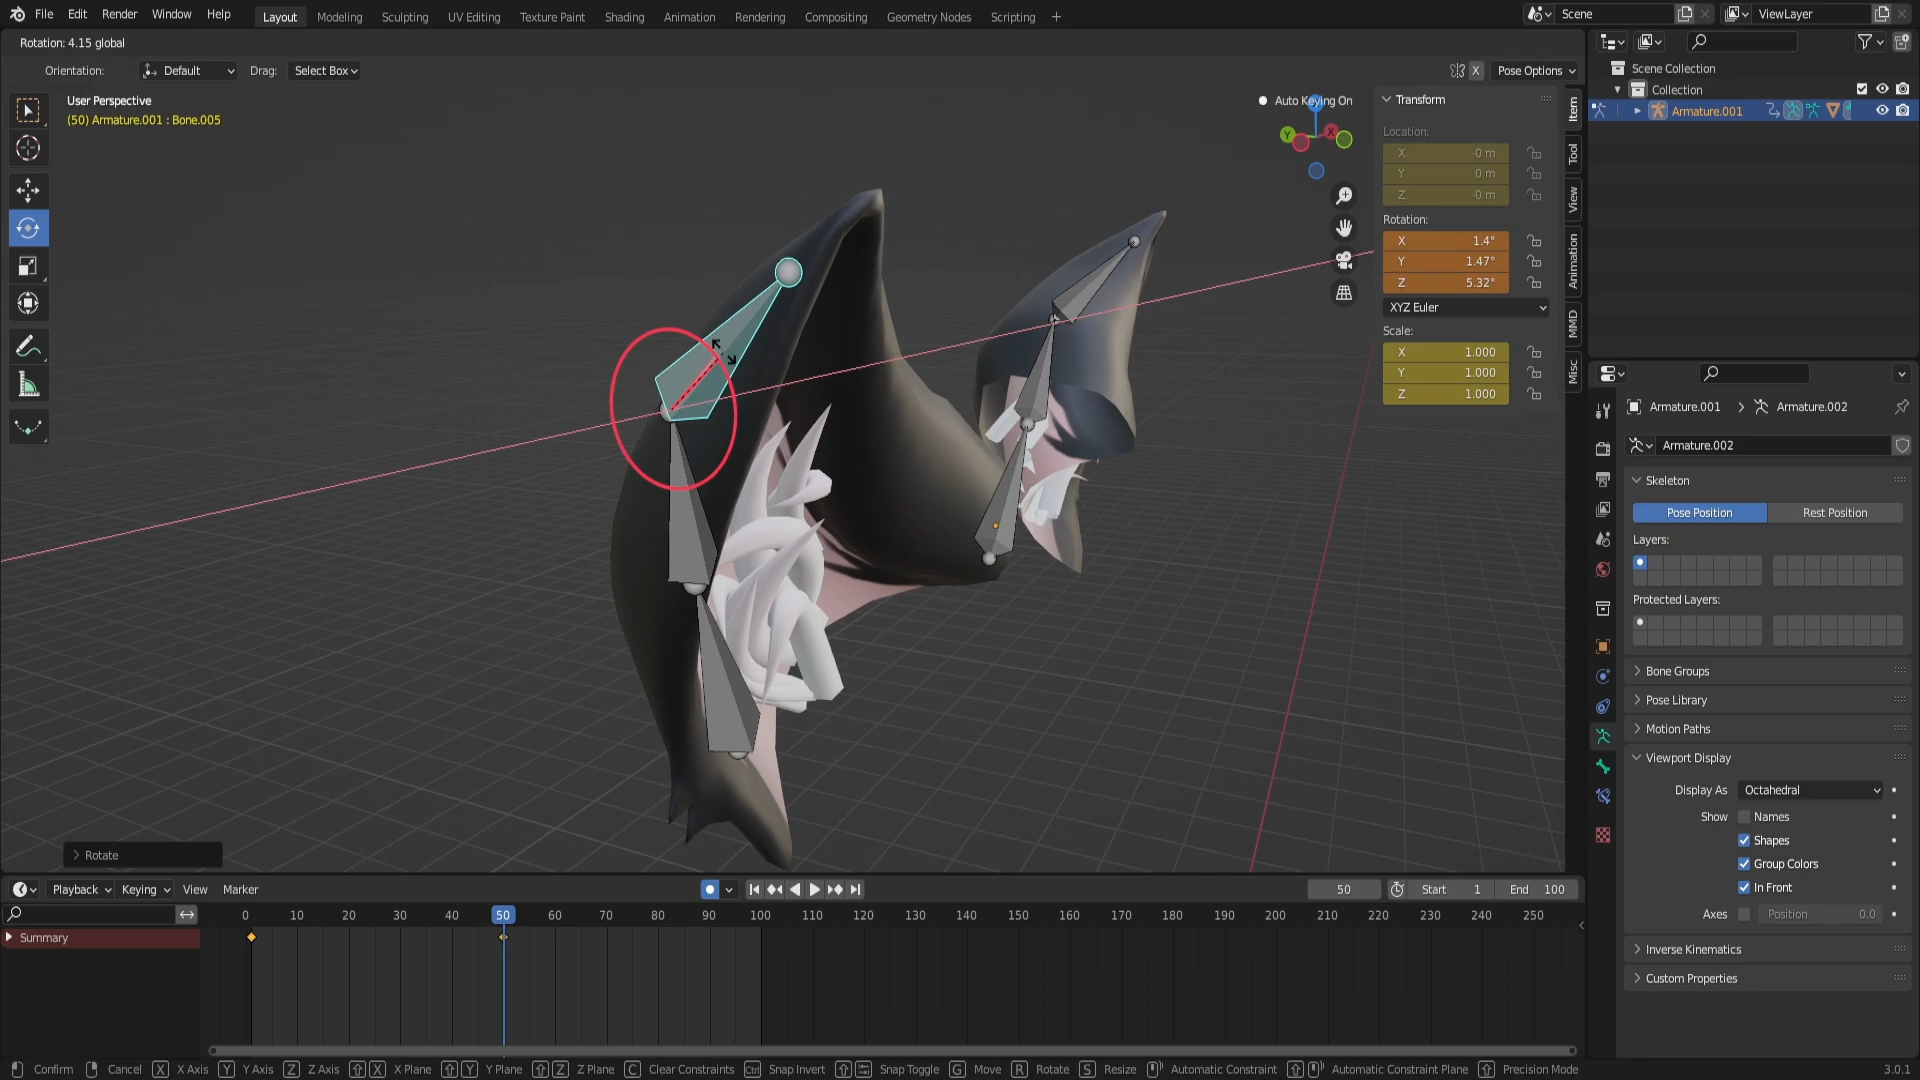 File Edit Render Window Help
Layout Modeling Sculpting UV Editing Texture Paint Shading Animation Rendering Compositing Geometry Nodes Scripting +
Scene
ViewLayer
Rotation: 4.15 global
Orientation: Default Drag: Select Box
X Pose Options
User Perspective
(50) Armature.001 : Bone.005
Auto Keying On
Y X
Transform
Location:
X -0 m
Y 0 m
Z -0 m
Rotation:
X 1.4°
Y 1.47°
Z 5.32°
XYZ Euler
Scale:
X 1.000
Y 1.000
Z 1.000
Item
Tool
View
Animation
MMD
Misc
Scene Collection
Collection
Armature.001
Armature.001 Armature.002
Armature.002
Skeleton
Pose Position Rest Position
Layers:
Protected Layers:
Bone Groups
Pose Library
Motion Paths
Viewport Display
Display As Octahedral
Show Names
Shapes
Group Colors
In Front
Axes Position 0.0
Inverse Kinematics
Custom Properties
Rotate
Playback Keying View Marker
50 Start 1 End 100
0 10 20 30 40 50 60 70 80 90 100 110 120 130 140 150 160 170 180 190 200 210 220 230 240 250
Summary
Confirm Cancel X X Axis Y Y Axis Z Z Axis X X Plane Y Y Plane Z Z Plane C Clear Constraints Ctrl Snap Invert Snap Toggle G Move R Rotate S Resize Automatic Constraint Automatic Constraint Plane Precision Mode 3.0.1